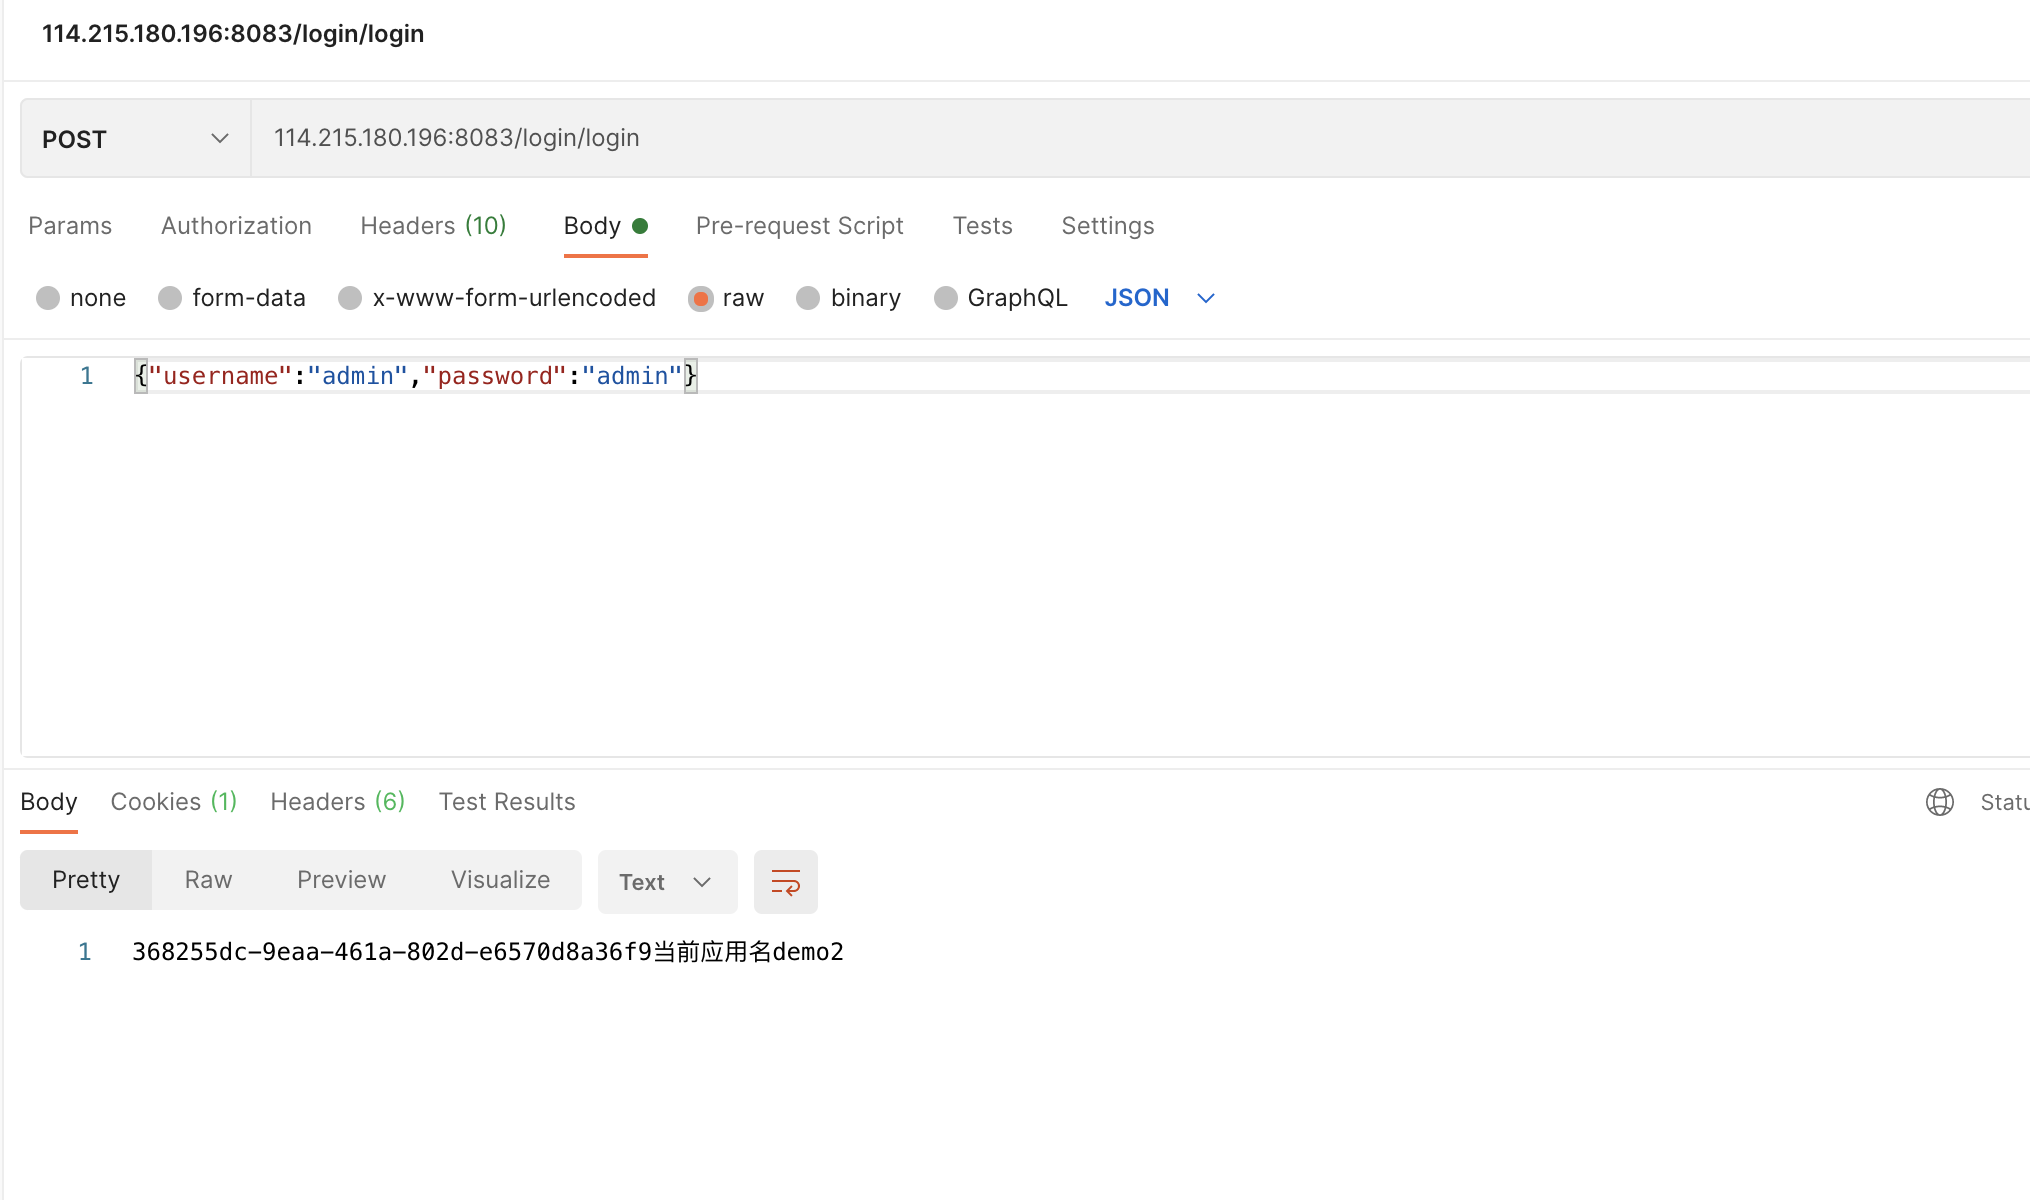 114.215.180.196:8083/login/login
POST 114.215.180.196:8083/login/login
Params Authorization Headers (10) Body Pre-request Script Tests Settings
none form-data x-www-form-urlencoded raw binary GraphQL JSON
1 {"username":"admin","password":"admin"}
Body Cookies (1) Headers (6) Test Results Statu
Pretty Raw Preview Visualize Text
1 368255dc-9eaa-461a-802d-e6570d8a36f9当前应用名demo2